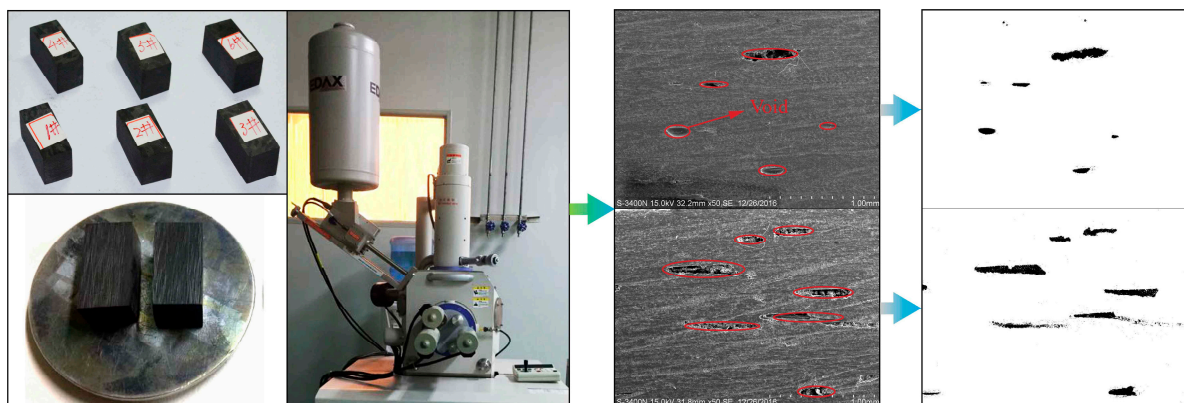 4#
5#
6#
1#
2#
3#
EDAX
ED
Void
S-3400N 15.0kV 32.2mm x50 SE 12/26/2016
1.00mm
S-3400N 15.0kV 31.8mm x50 SE 12/26/2016
1.00mm